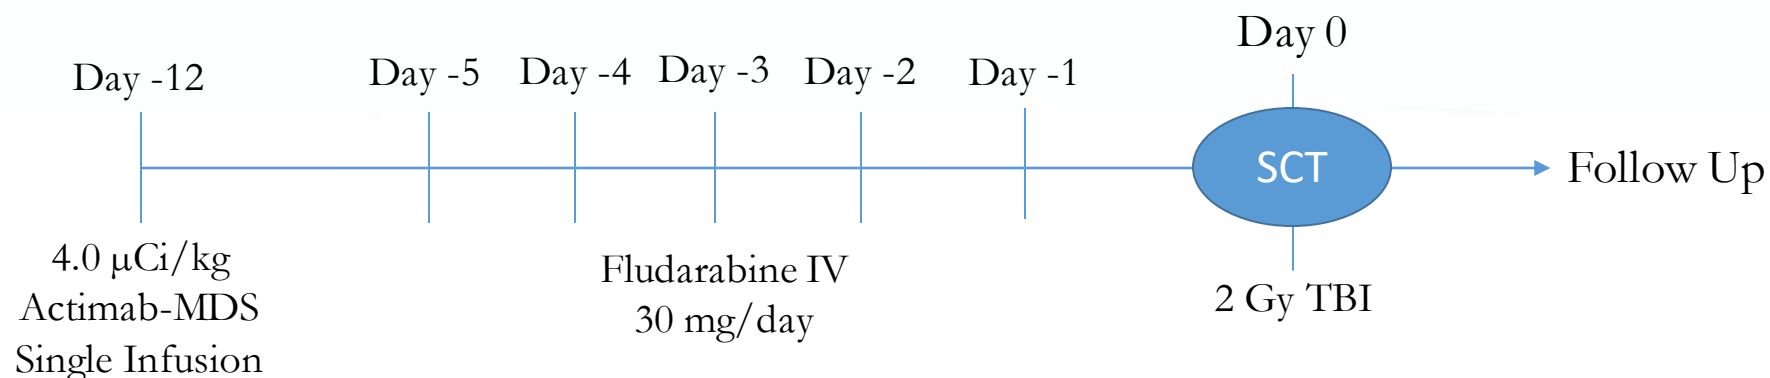 Day -12
Day -5
Day -4
Day -3
Day -2
Day -1
Day 0
SCT
Follow Up
4.0 μCi/kg
Actimab-MDS
Single Infusion
Fludarabine IV
30 mg/day
2 Gy TBI